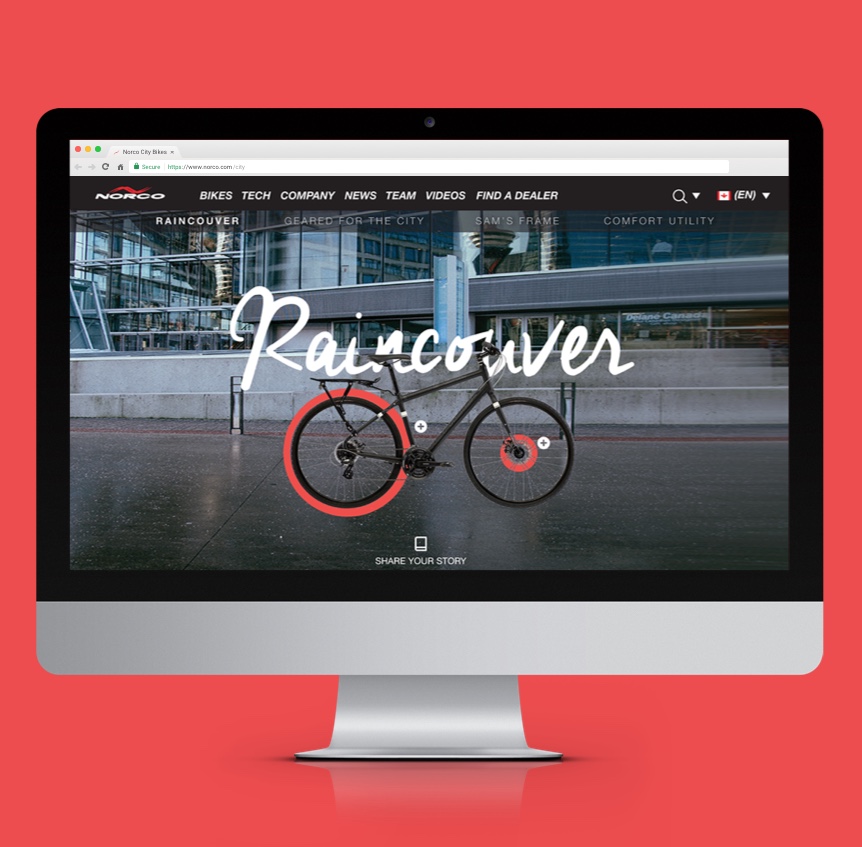 Norco City Bikes ×
Secure | https://www.norco.com/city
NORCO BIKES TECH COMPANY NEWS TEAM VIDEOS FIND A DEALER (EN)
RAINCOUVER GEARED FOR THE CITY SAM'S FRAME COMFORT UTILITY
Raincouver
SHARE YOUR STORY